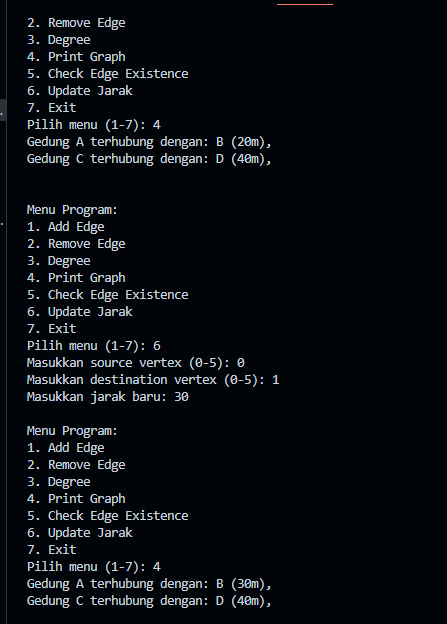 2. Remove Edge
3. Degree
4. Print Graph
5. Check Edge Existence
6. Update Jarak
7. Exit
Pilih menu (1-7): 4
Gedung A terhubung dengan: B (20m),
Gedung C terhubung dengan: D (40m),
Menu Program:
1. Add Edge
2. Remove Edge
3. Degree
4. Print Graph
5. Check Edge Existence
6. Update Jarak
7. Exit
Pilih menu (1-7): 6
Masukkan source vertex (0-5): 0
Masukkan destination vertex (0-5): 1
Masukkan jarak baru: 30
Menu Program:
1. Add Edge
2. Remove Edge
3. Degree
4. Print Graph
5. Check Edge Existence
6. Update Jarak
7. Exit
Pilih menu (1-7): 4
Gedung A terhubung dengan: B (30m),
Gedung C terhubung dengan: D (40m),